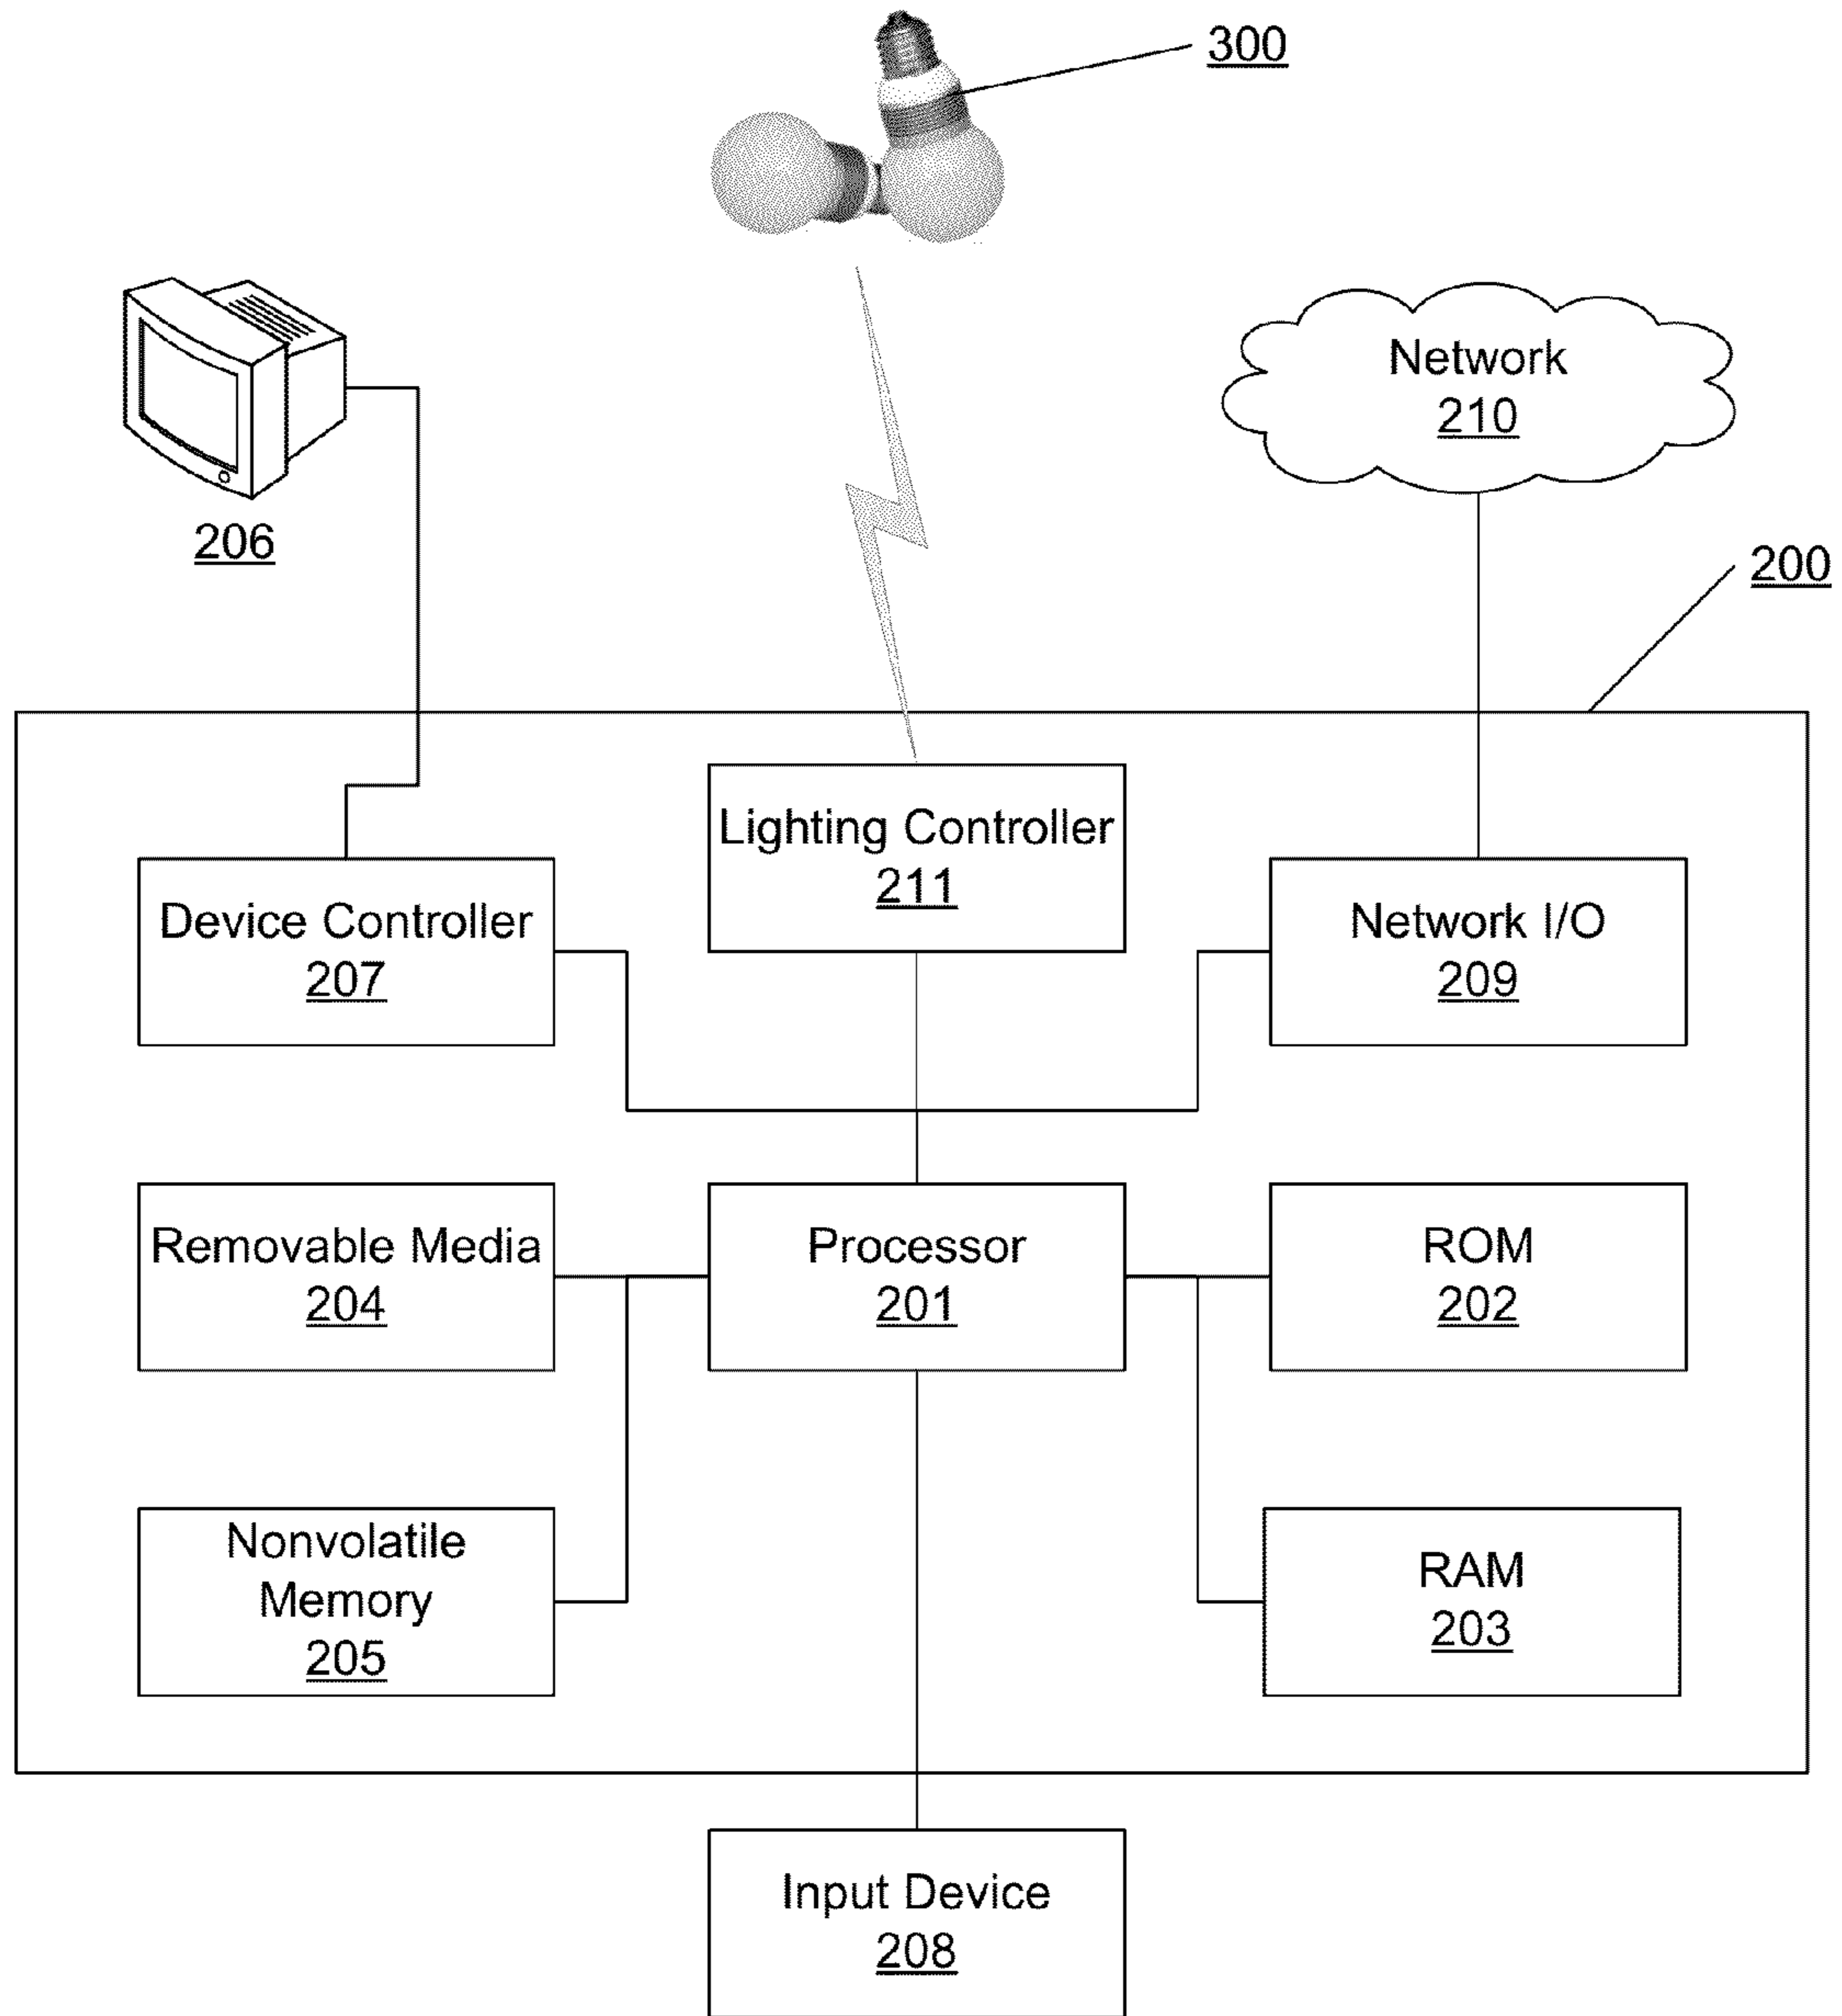 300
Network
210
206
200
Lighting Controller
211
Device Controller
207
Network I/O
209
Removable Media
204
Processor
201
ROM
202
Nonvolatile
Memory
205
RAM
203
Input Device
208